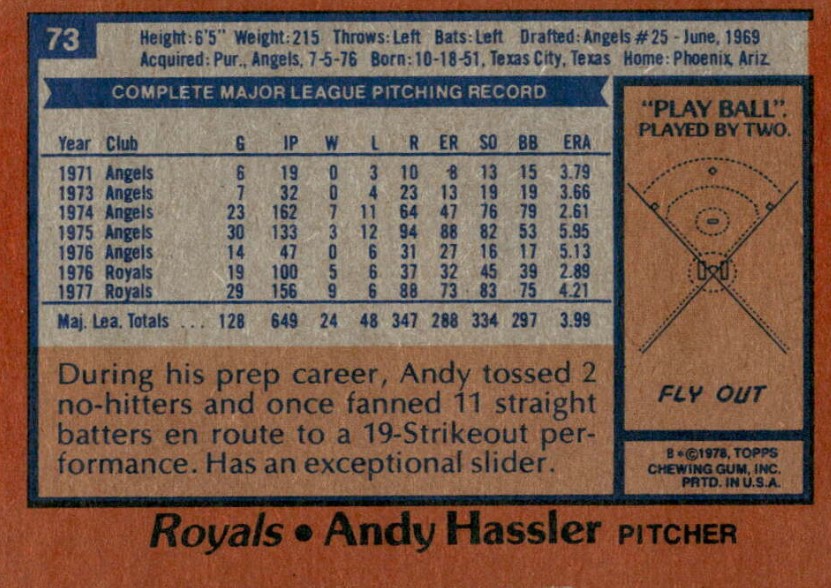 73
Height: 6'5" Weight: 215 Throws: Left Bats: Left Drafted: Angels #25 - June, 1969
Acquired: Pur., Angels, 7-5-76 Born: 10-18-51, Texas City, Texas Home: Phoenix, Ariz.
COMPLETE MAJOR LEAGUE PITCHING RECORD
Year Club G IP W L R ER SO BB ERA
1971 Angels 6 19 0 3 10 8 13 15 3.79
1973 Angels 7 32 0 4 23 13 19 19 3.66
1974 Angels 23 162 7 11 64 47 76 79 2.61
1975 Angels 30 133 3 12 94 88 82 53 5.95
1976 Angels 14 47 0 6 31 27 16 17 5.13
1976 Royals 19 100 5 6 37 32 45 39 2.89
1977 Royals 29 156 9 6 88 73 83 75 4.21
Maj. Lea. Totals ... 128 649 24 48 347 288 334 297 3.99
During his prep career, Andy tossed 2
no-hitters and once fanned 11 straight
batters en route to a 19-Strikeout per-
formance. Has an exceptional slider.
"PLAY BALL".
PLAYED BY TWO.
FLY OUT
B * ©1978, TOPPS
CHEWING GUM, INC.
PRTD. IN U.S.A.
Royals • Andy Hassler PITCHER